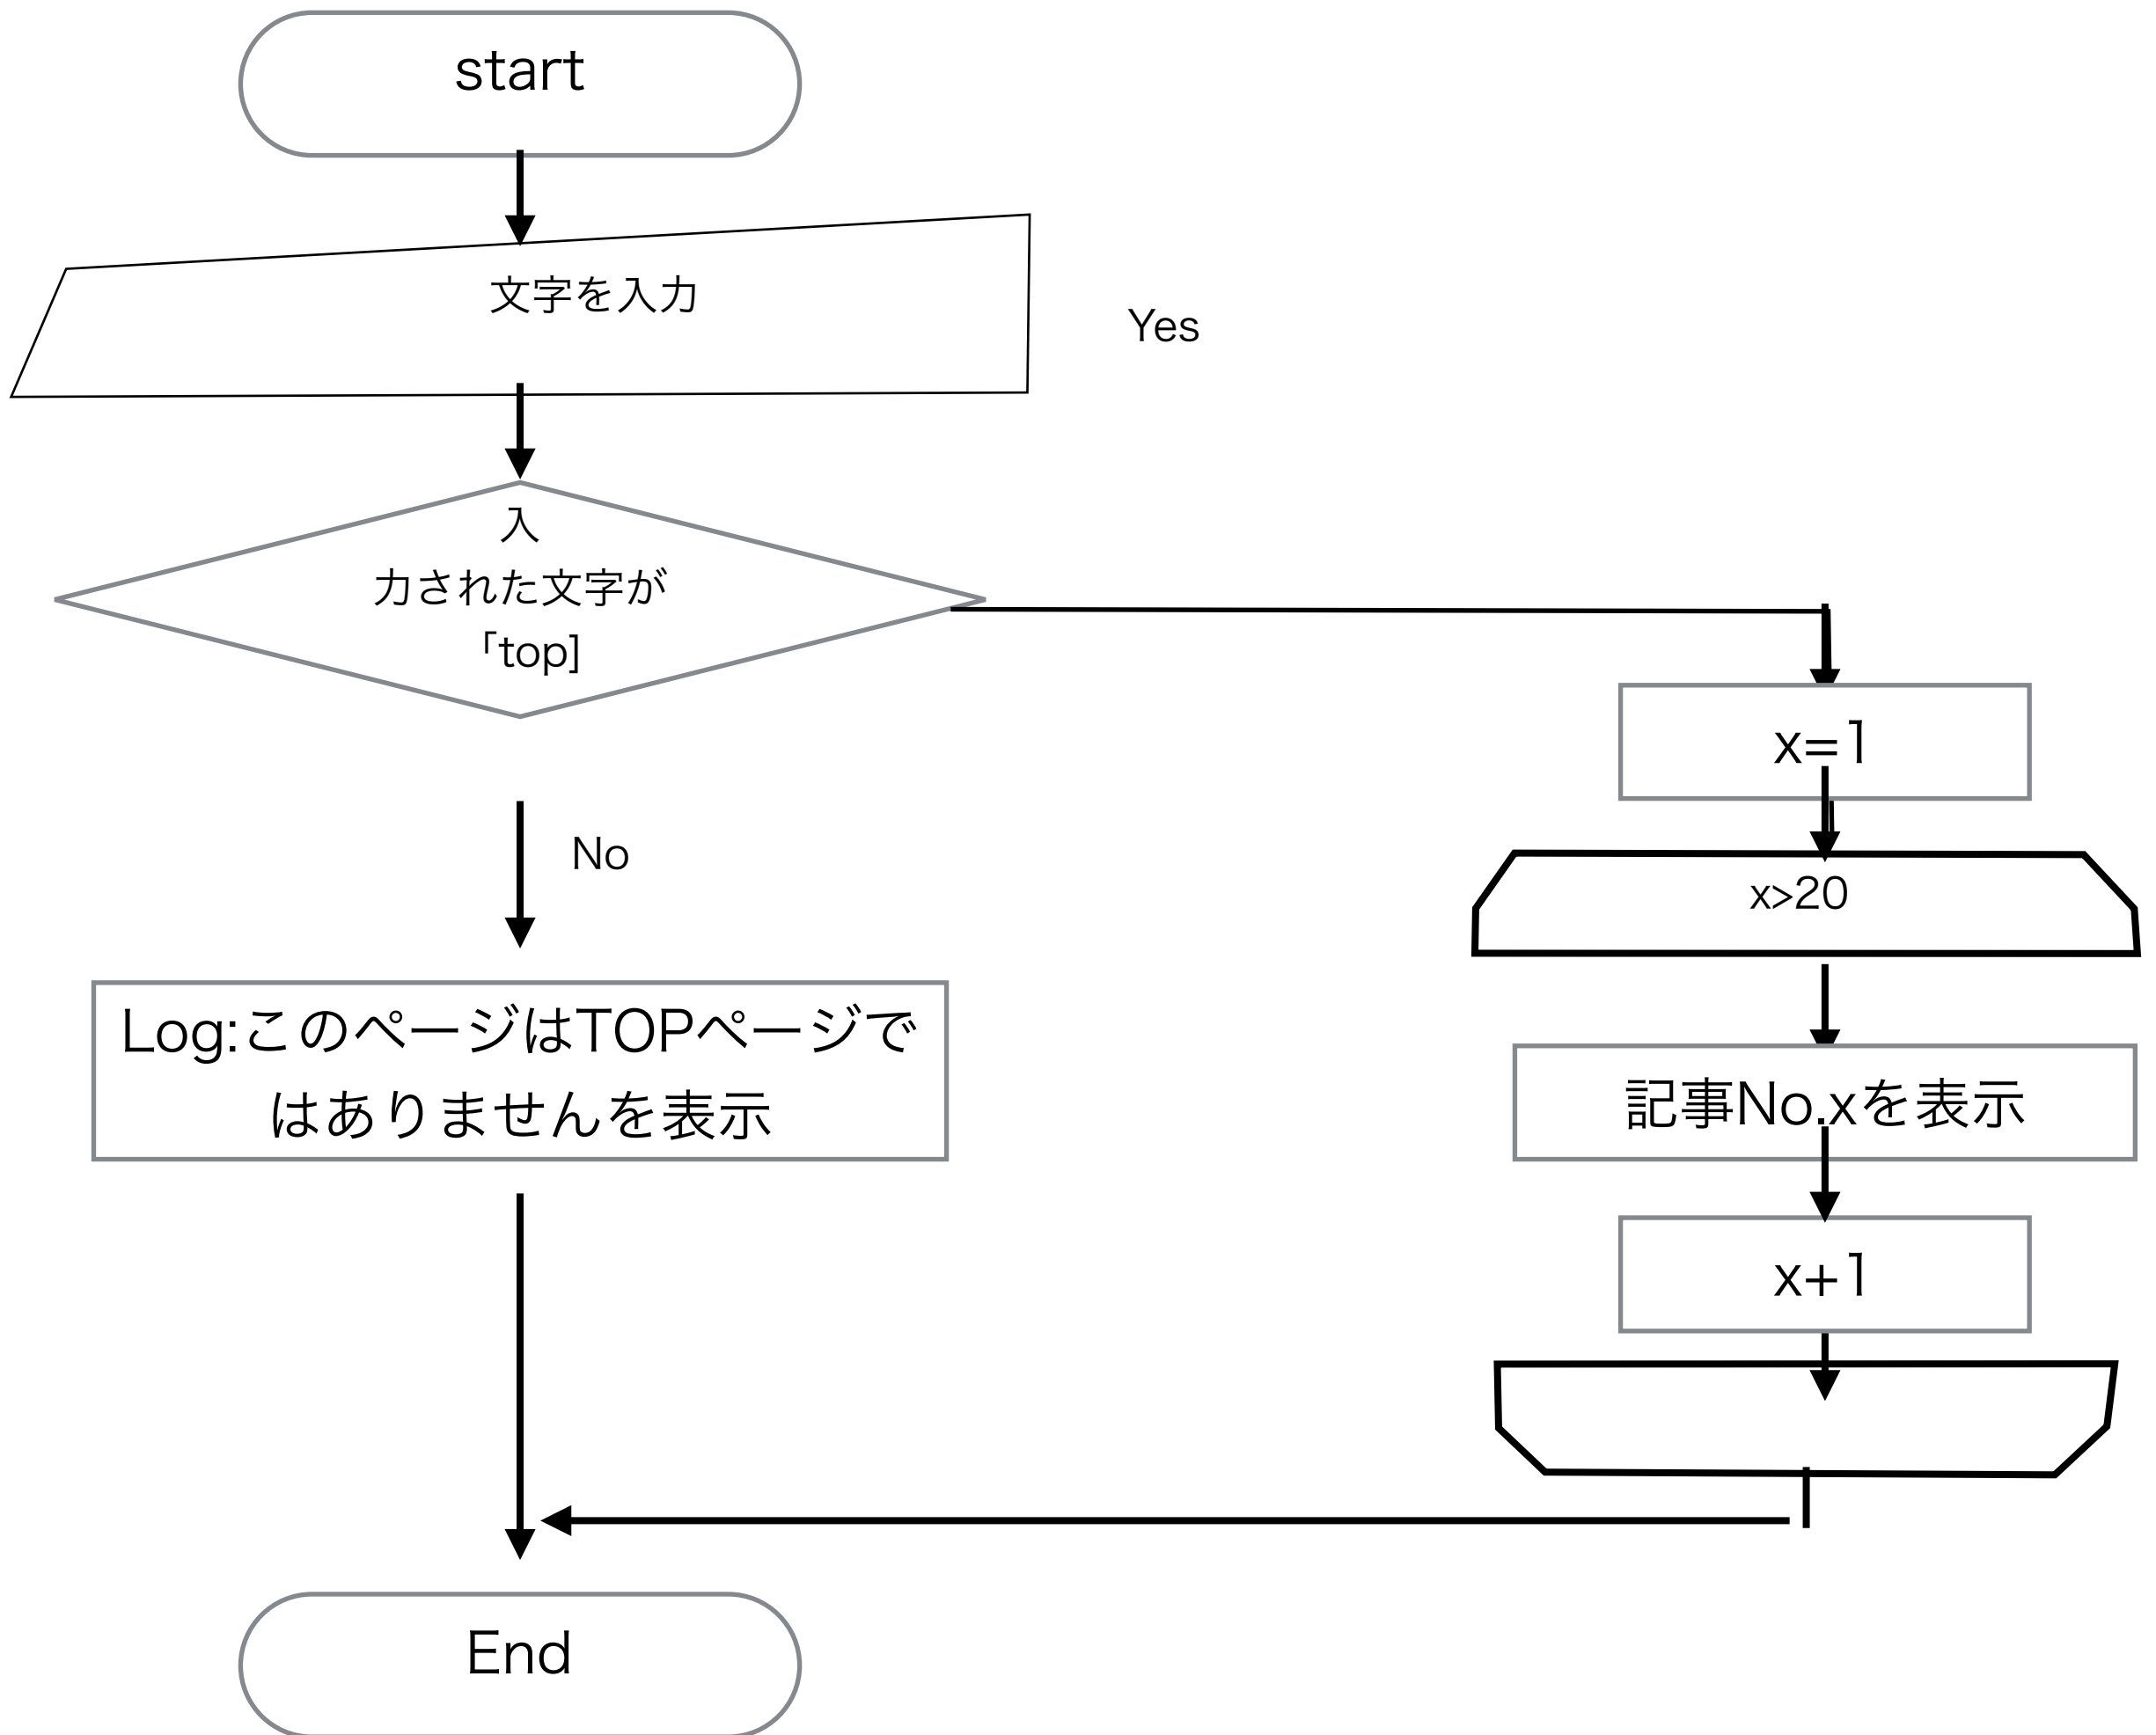 start
文字を入力
Yes
入
力された文字が
「top]
No
x=1
x>20
Log:このページはTOPページで
はありませんを表示
記事No.xを表示
x+1
End